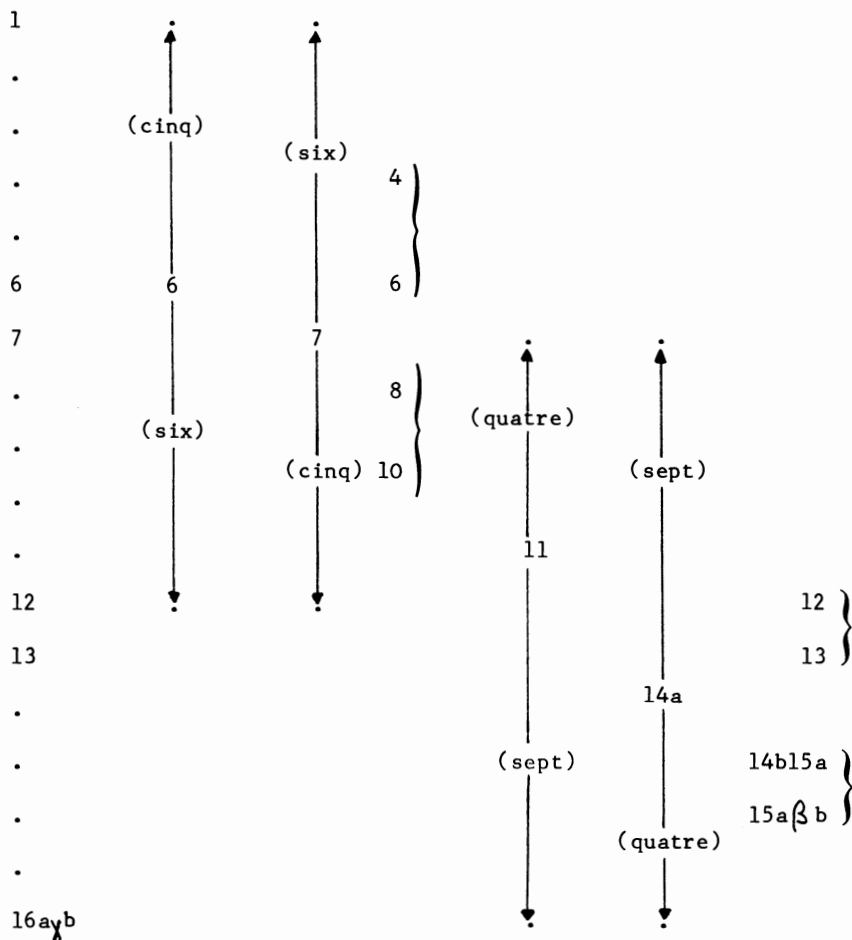 1
(cinq)
(six)
4
6 6 6
7 7
8
(six) (quatre)
(cinq) 10 (sept)
11
12 12
13 13
14a
(sept) 14b15a
15aβb
(quatre)
16aγb